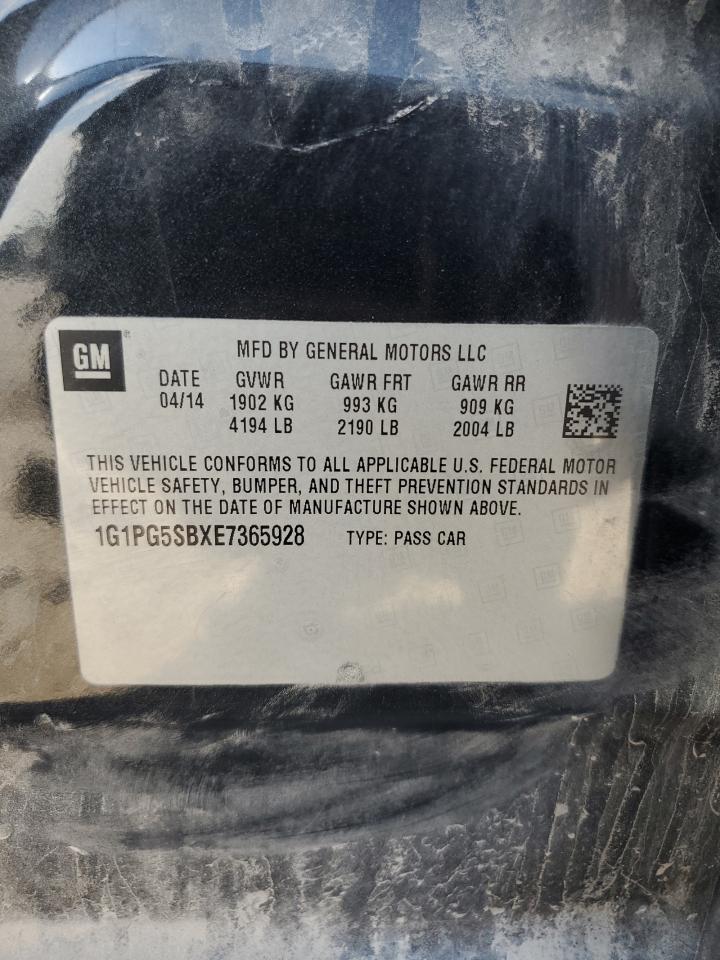 GM
MFD BY GENERAL MOTORS LLC
DATE GVWR GAWR FRT GAWR RR
04/14 1902 KG 993 KG 909 KG
4194 LB 2190 LB 2004 LB
THIS VEHICLE CONFORMS TO ALL APPLICABLE U.S. FEDERAL MOTOR
VEHICLE SAFETY, BUMPER, AND THEFT PREVENTION STANDARDS IN
EFFECT ON THE DATE OF MANUFACTURE SHOWN ABOVE.
1G1PG5SBXE7365928 TYPE: PASS CAR